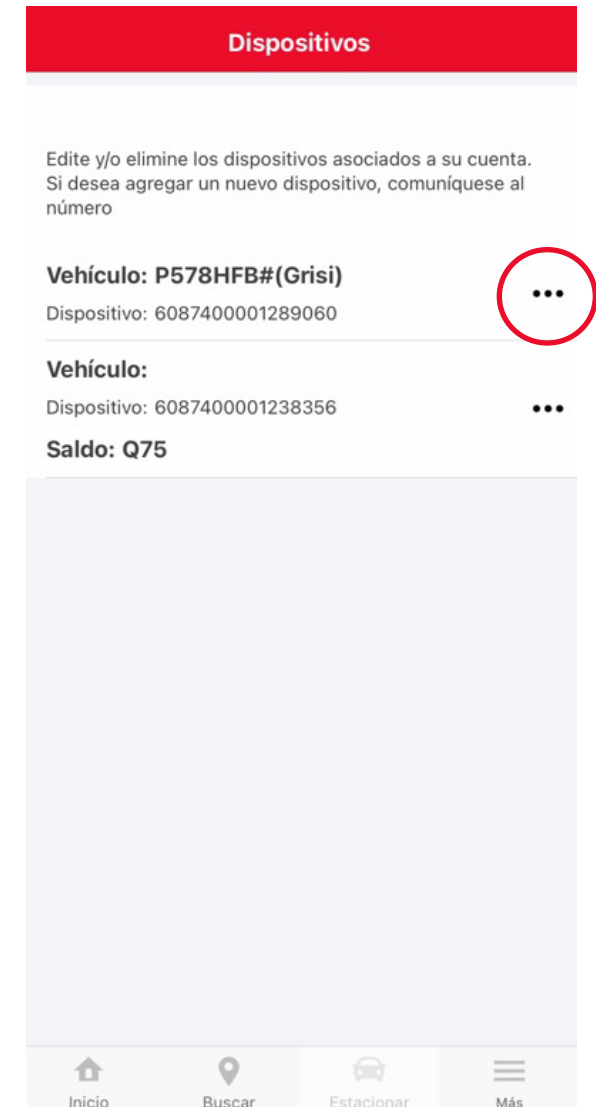 Dispositivos
Edite y/o elimine los dispositivos asociados a su cuenta.
Si desea agregar un nuevo dispositivo, comuníquese al
número
Vehículo: P578HFB#(Grisi)
Dispositivo: 6087400001289060
Vehículo:
Dispositivo: 6087400001238356
Saldo: Q75
Inicio Buscar Estacionar Más